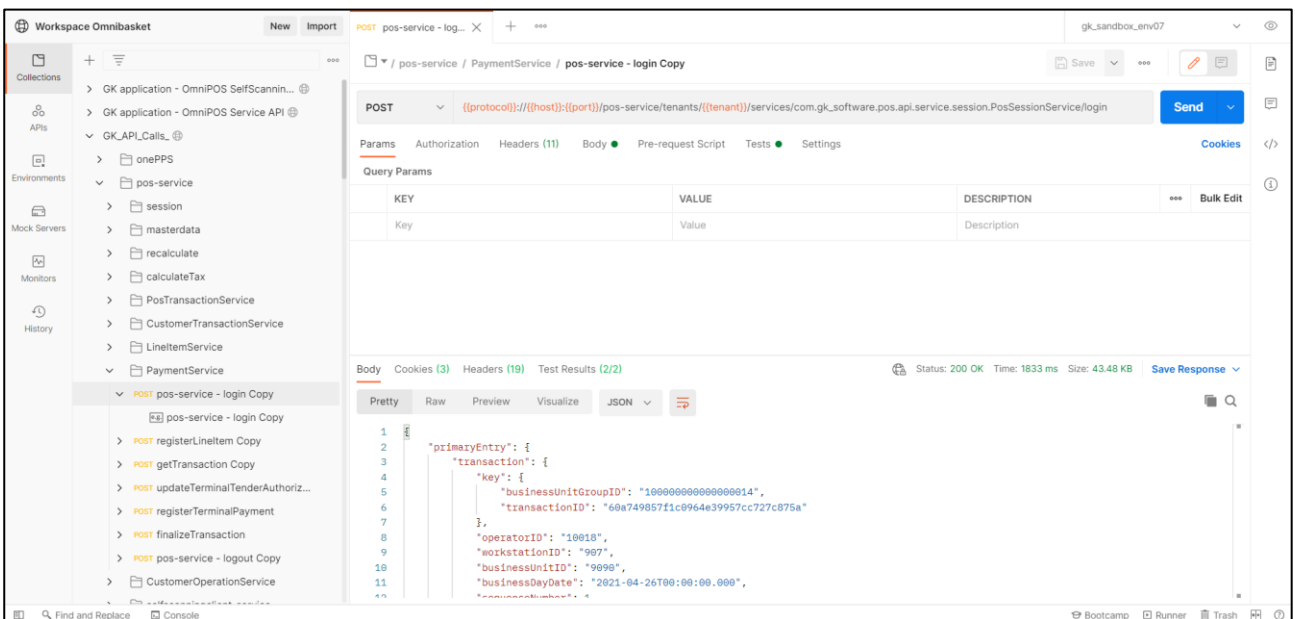 Workspace Omnibasket
New Import
POST pos-service - log...
gk_sandbox_env07
Collections
APIs
Environments
Mock Servers
Monitors
History
GK application - OmniPOS SelfScannin...
GK application - OmniPOS Service API
GK_API_Calls_
onePPS
pos-service
session
masterdata
recalculate
calculateTax
PosTransactionService
CustomerTransactionService
LineItemService
PaymentService
POST pos-service - login Copy
e.g. pos-service - login Copy
POST registerLineItem Copy
POST getTransaction Copy
POST updateTerminalTenderAuthoriz...
POST registerTerminalPayment
POST finalizeTransaction
POST pos-service - logout Copy
CustomerOperationService
/ pos-service / PaymentService / pos-service - login Copy
Save
POST {{protocol}}://{{host}}:{{port}}/pos-service/tenants/{{tenant}}/services/com.gk_software.pos.api.service.session.PosSessionService/login Send
Params Authorization Headers (11) Body Pre-request Script Tests Settings Cookies
Query Params
KEY VALUE DESCRIPTION Bulk Edit
Key Value Description
Body Cookies (3) Headers (19) Test Results (2/2) Status: 200 OK Time: 1833 ms Size: 43.48 KB Save Response
Pretty Raw Preview Visualize JSON
1 {
2 "primaryEntry": {
3 "transaction": {
4 "key": {
5 "businessUnitGroupID": "100000000000000014",
6 "transactionID": "60a749857f1c0964e39957cc727c875a"
7 },
8 "operatorID": "10018",
9 "workstationID": "907",
10 "businessUnitID": "9090",
11 "businessDayDate": "2021-04-26T00:00:00.000",
12 "sequenceNumber": 1
Find and Replace Console Bootcamp Runner Trash